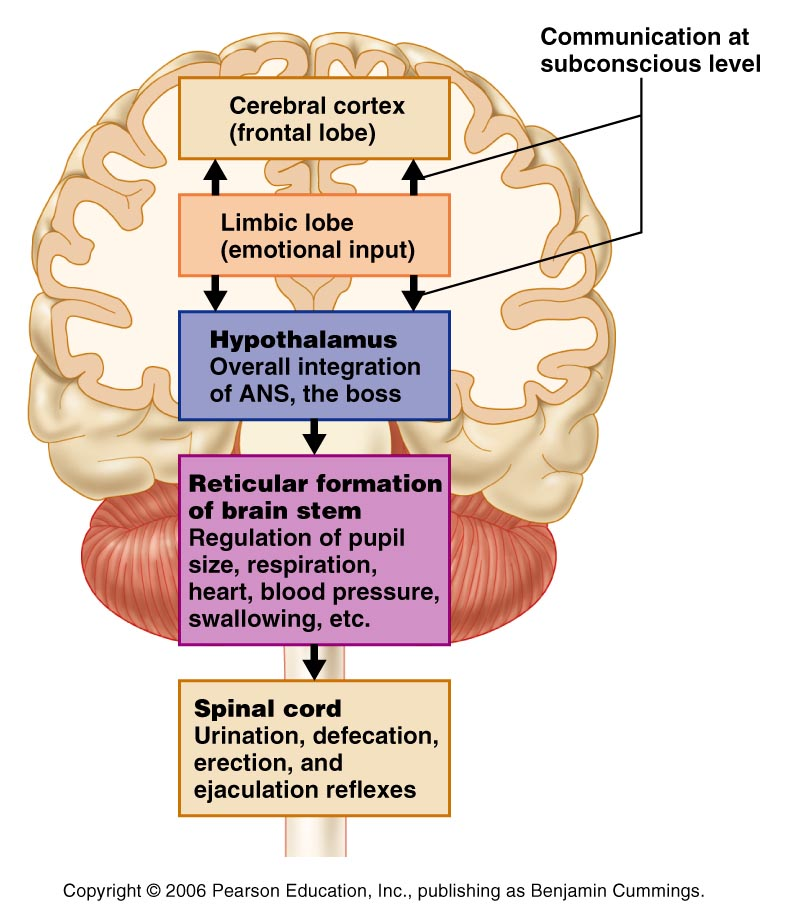 Communication at
subconscious level
Cerebral cortex
(frontal lobe)
Limbic lobe
(emotional input)
Hypothalamus
Overall integration
of ANS, the boss
Reticular formation
of brain stem
Regulation of pupil
size, respiration,
heart, blood pressure,
swallowing, etc.
Spinal cord
Urination, defecation,
erection, and
ejaculation reflexes
Copyright © 2006 Pearson Education, Inc., publishing as Benjamin Cummings.